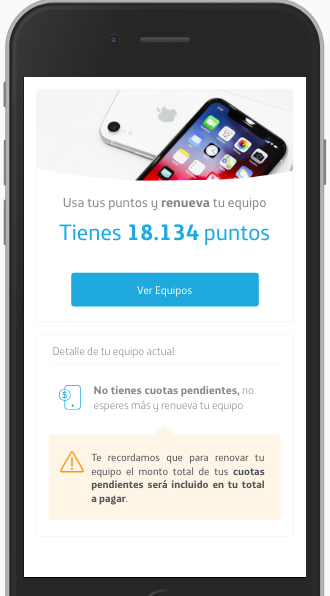 Usa tus puntos y renueva tu equipo
Tienes 18.134 puntos
Ver Equipos
Detalle de tu equipo actual:
No tienes cuotas pendientes, no
esperes más y renueva tu equipo
Te recordamos que para renovar tu
equipo el monto total de tus cuotas
pendientes será incluido en tu total
a pagar.